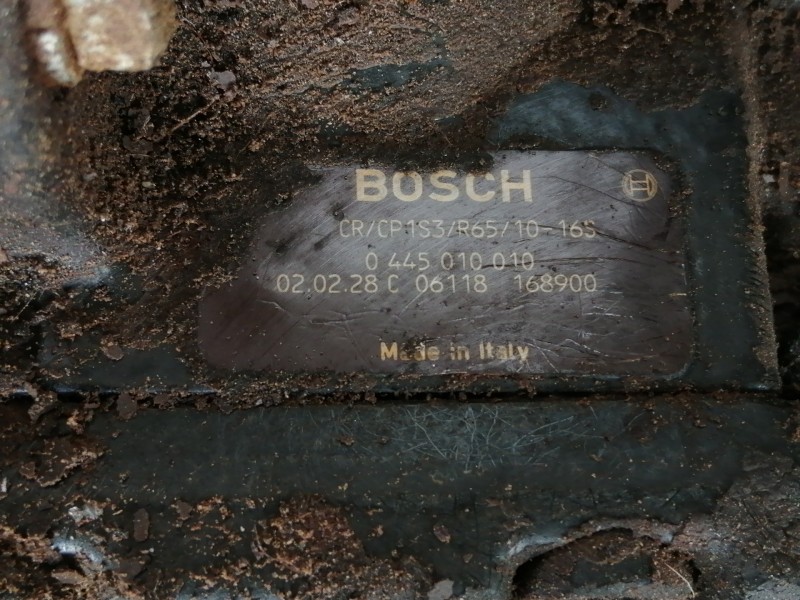 BOSCH
CR/CP1S3/R65/10-16S
0 445 010 010
02.02.28 C 06118 168900
Made in Italy